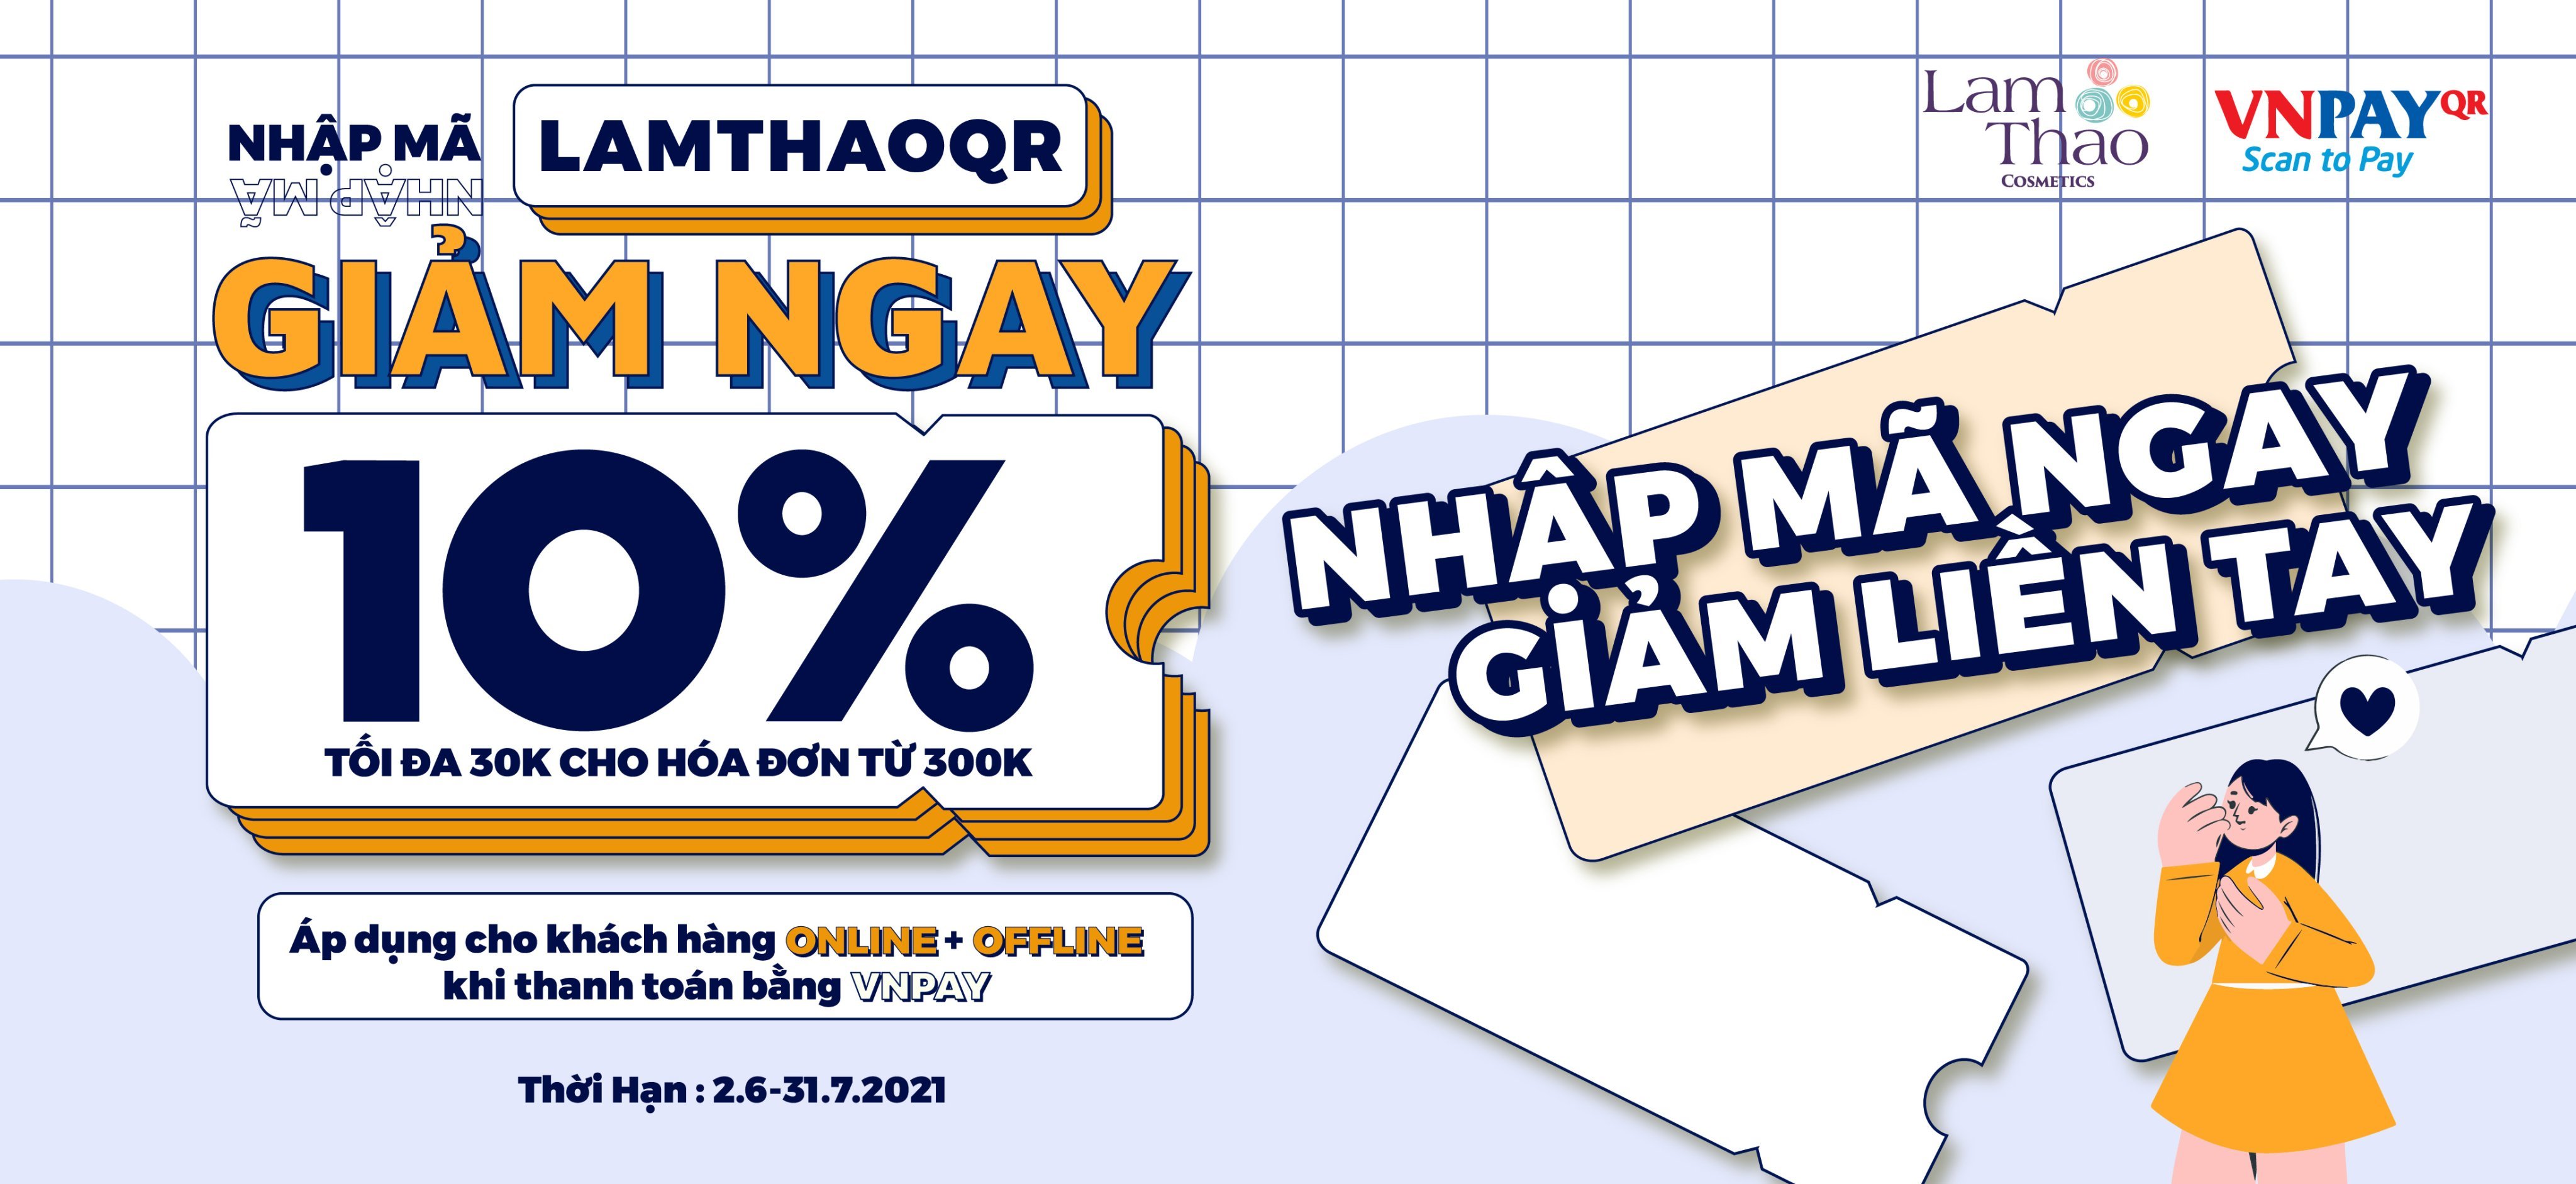 NHẬP MÃ
NHẬP MÃ
LAMTHAOQR
GIẢM NGAY
10%
TỐI ĐA 30K CHO HÓA ĐƠN TỪ 300K
Áp dụng cho khách hàng ONLINE + OFFLINE
khi thanh toán bằng VNPAY
Thời Hạn : 2.6-31.7.2021
Lam
Thao
COSMETICS
VNPAYQR
Scan to Pay
NHẬP MÃ NGAY
GIẢM LIỀN TAY